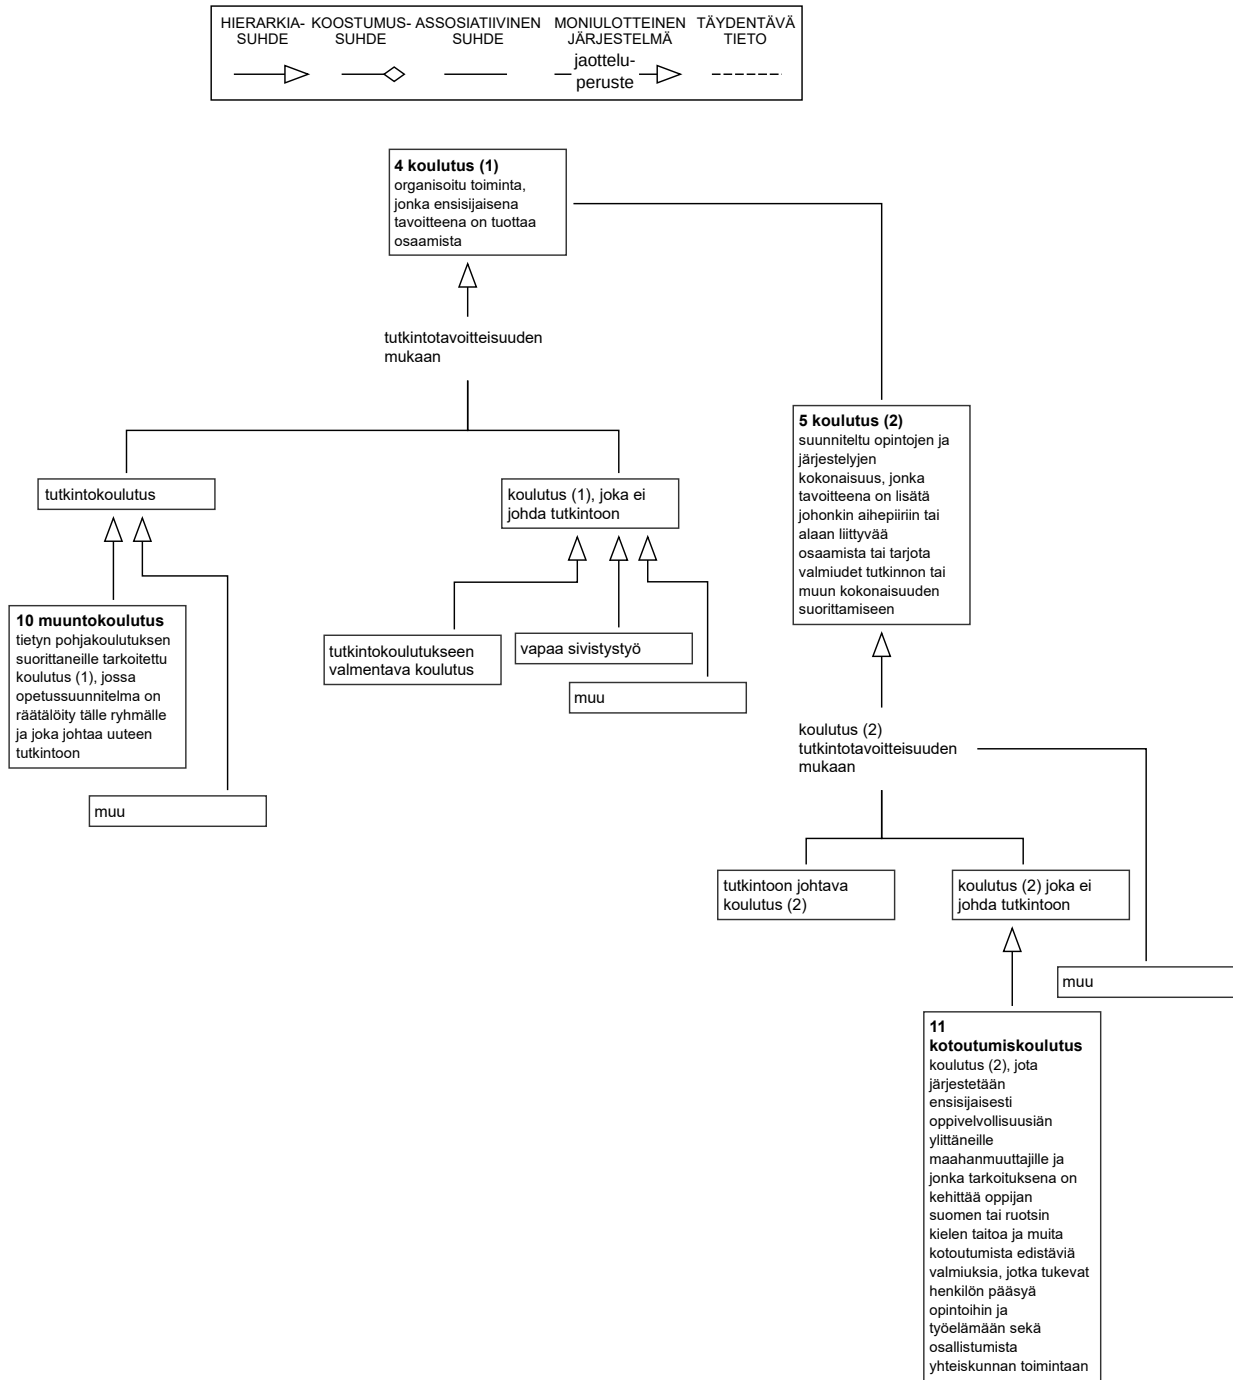 HIERARKIA-
SUHDE
KOOSTUMUS-
SUHDE
ASSOSIATIIVINEN
SUHDE
MONIULOTTEINEN
JÄRJESTELMÄ
jaottelu-
peruste
TÄYDENTÄVÄ
TIETO
4 koulutus (1)
organisoitu toiminta,
jonka ensisijaisena
tavoitteena on tuottaa
osaamista
tutkintotavoitteisuuden
mukaan
tutkintokoulutus
koulutus (1), joka ei
johda tutkintoon
10 muuntokoulutus
tietyn pohjakoulutuksen
suorittaneille tarkoitettu
koulutus (1), jossa
opetussuunnitelma on
räätälöity tälle ryhmälle
ja joka johtaa uuteen
tutkintoon
muu
tutkintokoulutukseen
valmentava koulutus
vapaa sivistystyö
muu
5 koulutus (2)
suunniteltu opintojen ja
järjestelyjen
kokonaisuus, jonka
tavoitteena on lisätä
johonkin aihepiiriin tai
alaan liittyvää
osaamista tai tarjota
valmiudet tutkinnon tai
muun kokonaisuuden
suorittamiseen
koulutus (2)
tutkintotavoitteisuuden
mukaan
tutkintoon johtava
koulutus (2)
koulutus (2) joka ei
johda tutkintoon
muu
11
kotoutumiskoulutus
koulutus (2), jota
järjestetään
ensisijaisesti
oppivelvollisuusiän
ylittäneille
maahanmuuttajille ja
jonka tarkoituksena on
kehittää oppijan
suomen tai ruotsin
kielen taitoa ja muita
kotoutumista edistäviä
valmiuksia, jotka tukevat
henkilön pääsyä
opintoihin ja
työelämään sekä
osallistumista
yhteiskunnan toimintaan